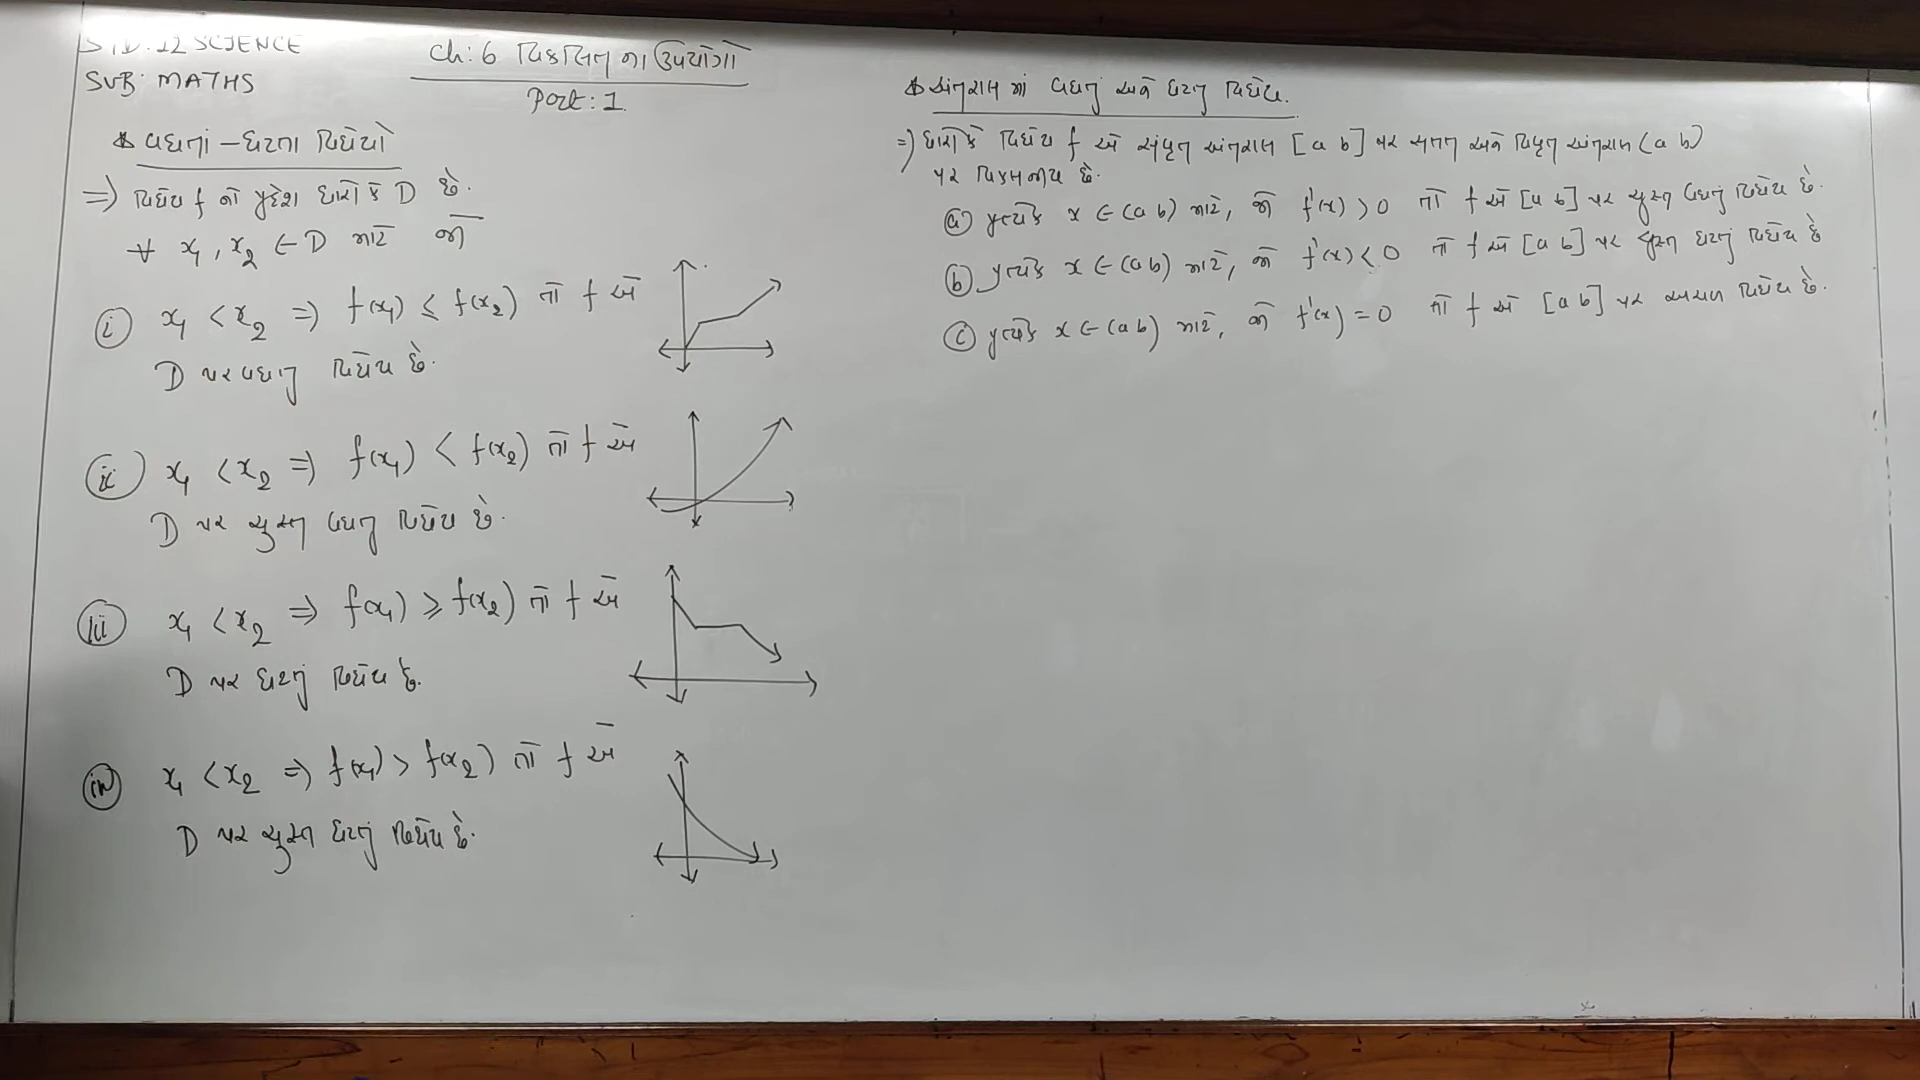 STD. 12 SCIENCE
SUB: MATHS
Ch: 6 વિકલિતના ઉપયોગો
Part: 1
* વધતાં - ઘટતા વિધેયો
⇒ વિધેય f નો પ્રદેશ ધારો કે D છે.
∀ x₁, x₂ ∈ D માટે જો
(i) x₁ < x₂ ⇒ f(x₁) ≤ f(x₂) તો f એ
D પર વધતું વિધેય છે.
(ii) x₁ < x₂ ⇒ f(x₁) < f(x₂) તો f એ
D પર ચુસ્ત વધતું વિધેય છે.
(iii) x₁ < x₂ ⇒ f(x₁) ≥ f(x₂) તો f એ
D પર ઘટતું વિધેય છે.
(iv) x₁ < x₂ ⇒ f(x₁) > f(x₂) તો f એ
D પર ચુસ્ત ઘટતું વિધેય છે.
* અંતરાલ માં વધતું અને ઘટતું વિધેય.
⇒ ધારો કે વિધેય f એ સંવૃત અંતરાલ [a b] પર સતત અને વિવૃત અંતરાલ (a b)
પર વિકલનીય છે.
(a) પ્રત્યેક x ∈ (a b) માટે, જો f'(x) > 0 તો f એ [a b] પર ચુસ્ત વધતું વિધેય છે.
(b) પ્રત્યેક x ∈ (a b) માટે, જો f'(x) < 0 તો f એ [a b] પર ચુસ્ત ઘટતું વિધેય છે
(c) પ્રત્યેક x ∈ (a b) માટે, જો f'(x) = 0 તો f એ [a b] પર અચળ વિધેય છે.